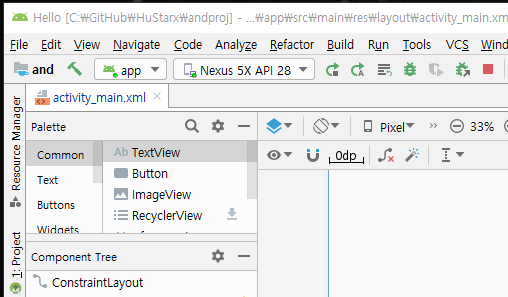 Hello [C:₩GitHub₩HuStarx₩andproj] - ...₩app₩src₩main₩res₩layout₩activity_main.xm
File Edit View Navigate Code Analyze Refactor Build Run Tools VCS Window
and app Nexus 5X API 28
activity_main.xml
Resource Manager
1: Project
Palette
Common
Text
Buttons
Widgets
Ab TextView
Button
ImageView
RecyclerView
Component Tree
ConstraintLayout
Pixel 33%
0dp